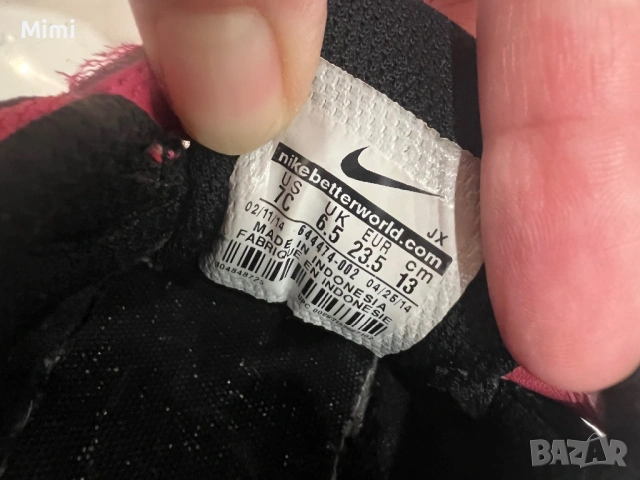 Mimi
nikebetterworld.com
US UK EUR cm
7C 6.5 23.5 13
JX
02/11/14 644474-002 04/25/14
MADE IN INDONESIA
FABRIQUE EN INDONESIE
BAZAR